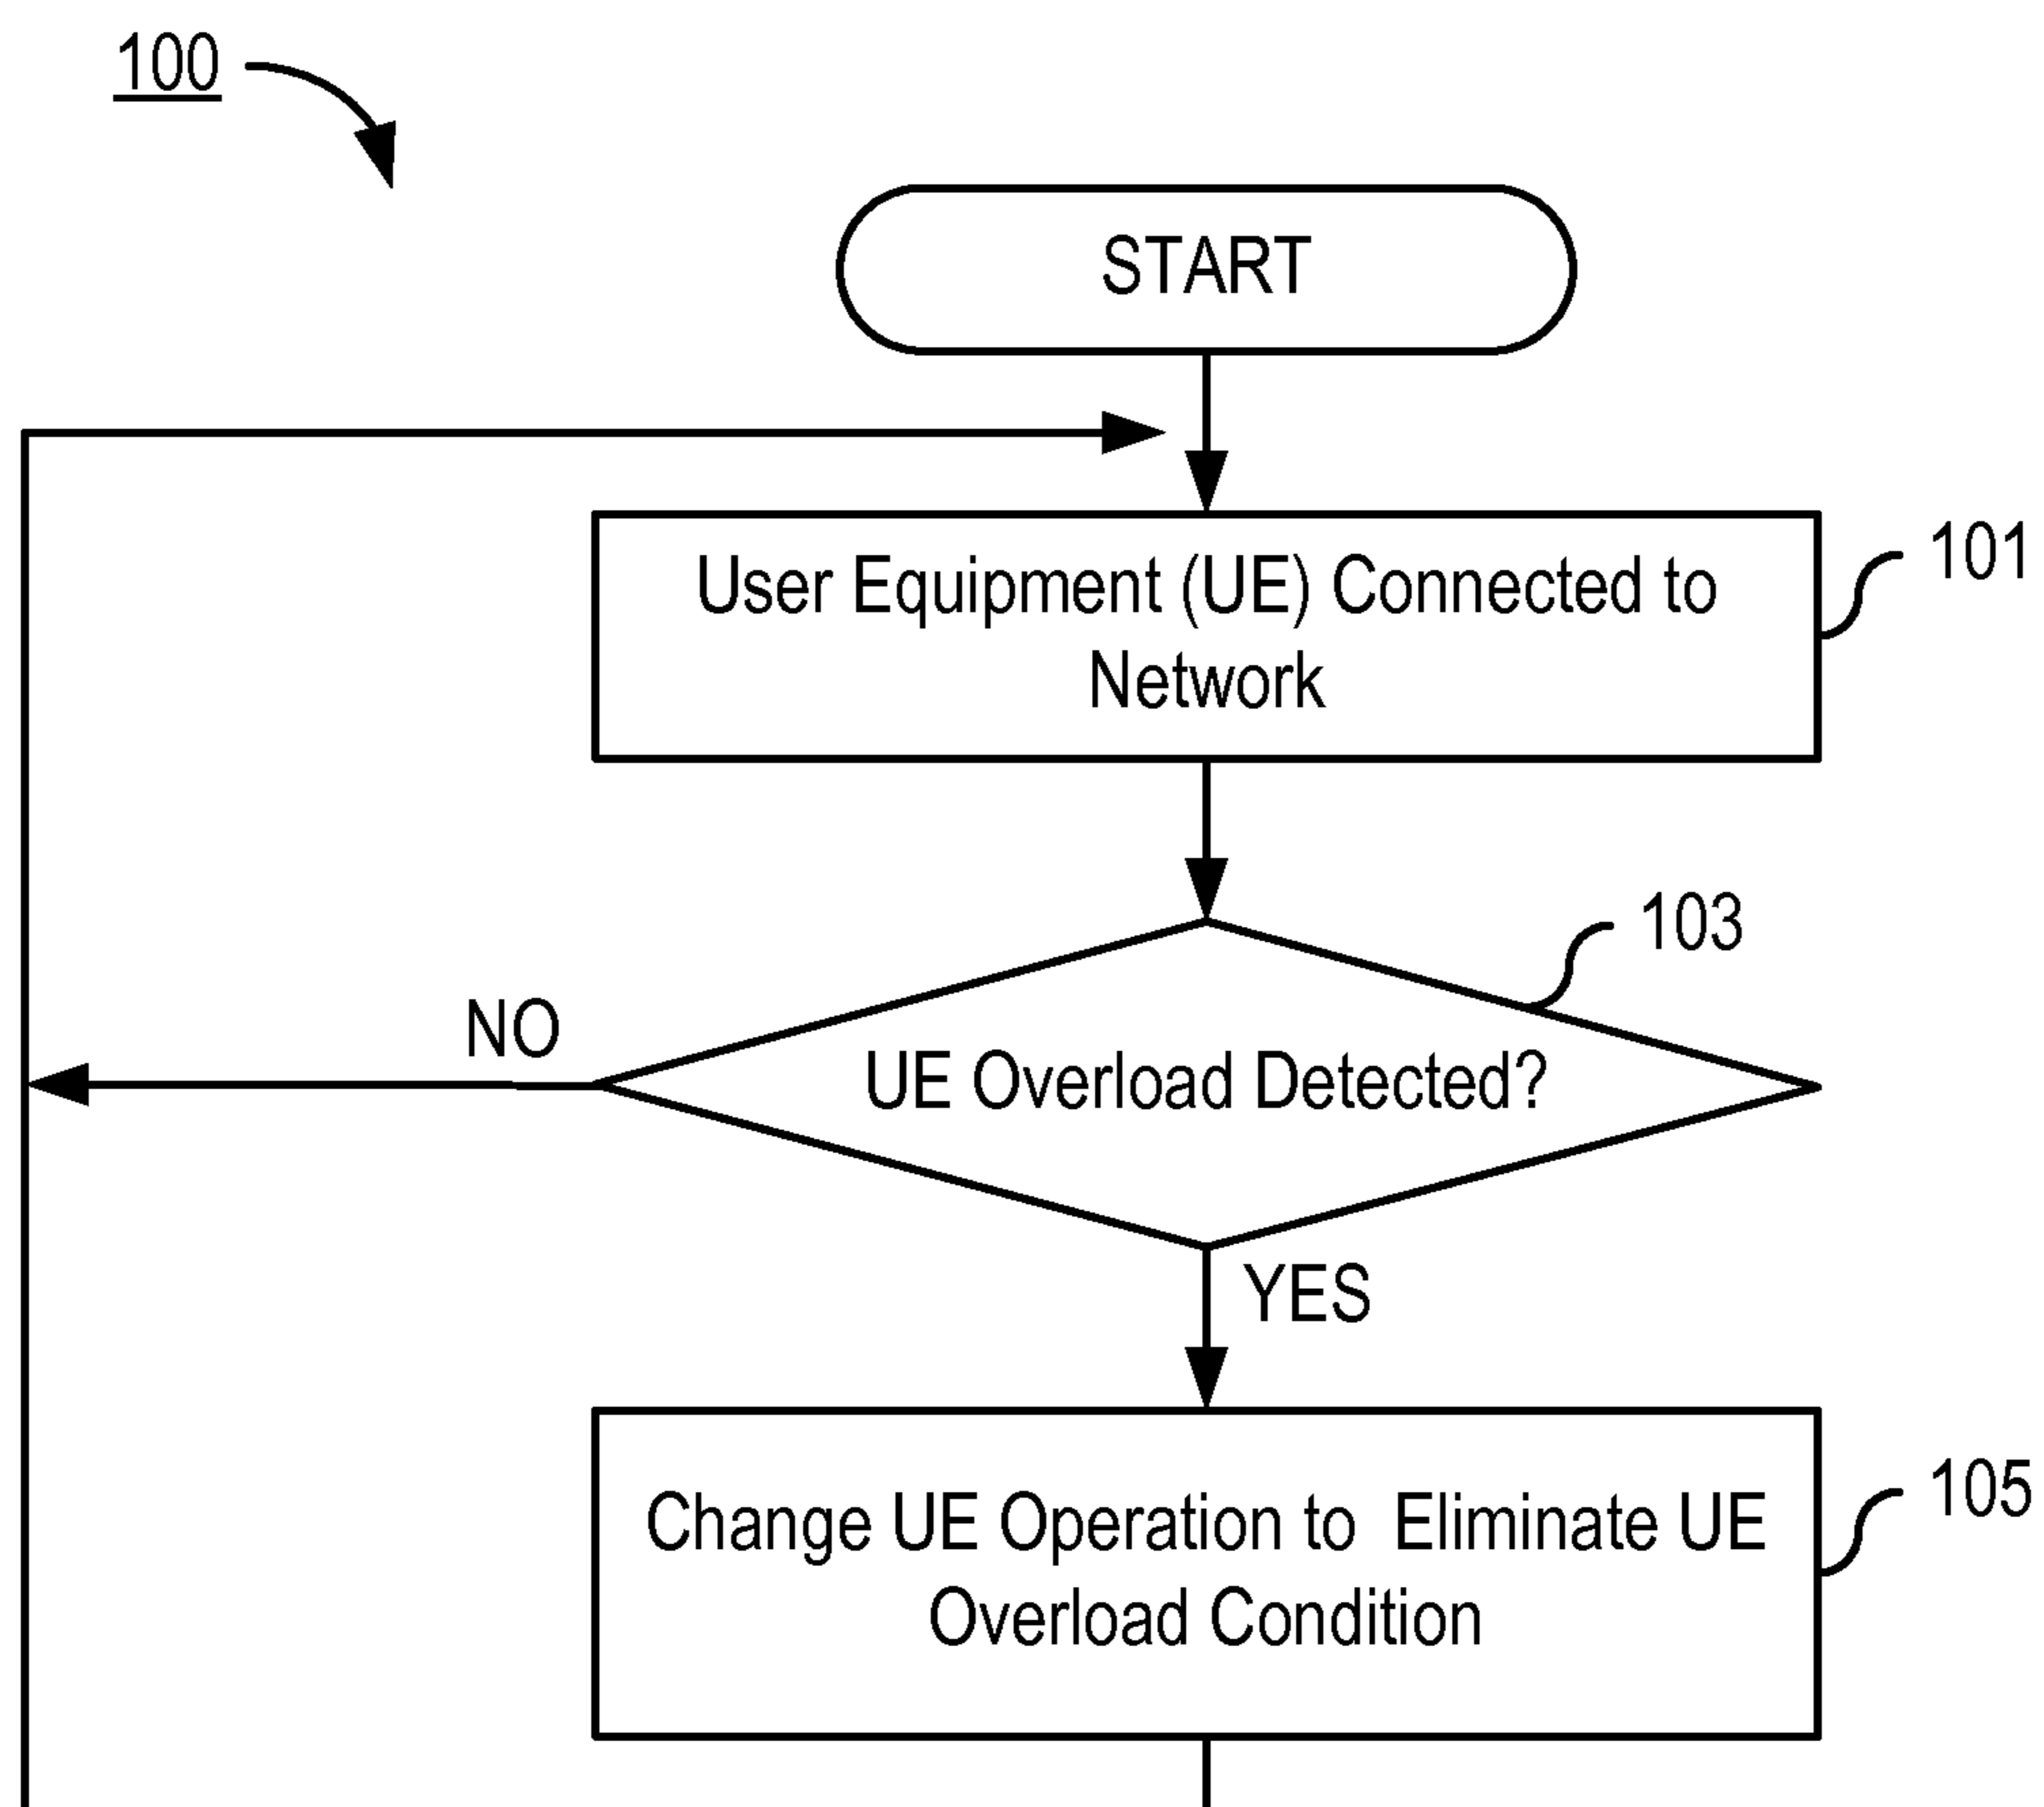 100
START
User Equipment (UE) Connected to
Network
101
103
NO
UE Overload Detected?
YES
Change UE Operation to Eliminate UE
Overload Condition
105